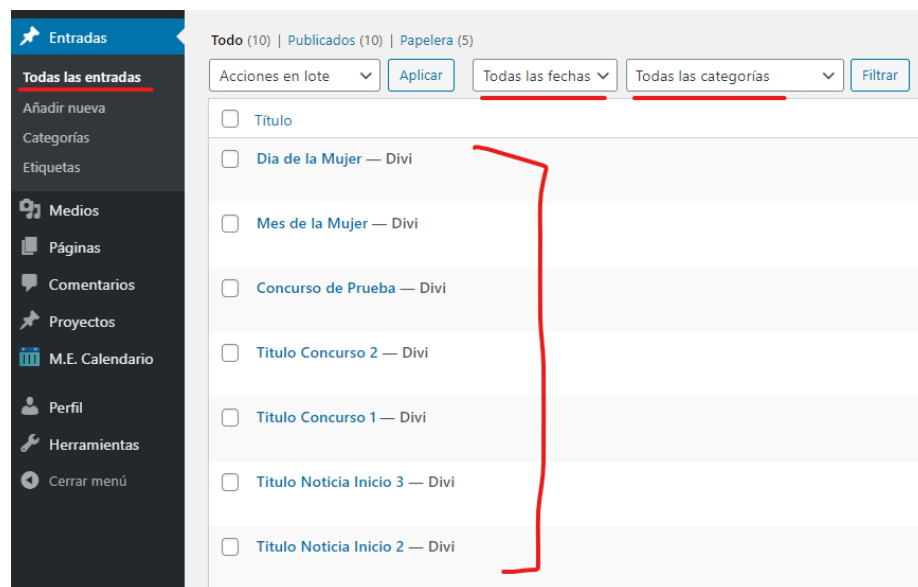 Entradas
Todas las entradas
Añadir nueva
Categorías
Etiquetas
Medios
Páginas
Comentarios
Proyectos
M.E. Calendario
Perfil
Herramientas
Cerrar menú
Todo (10) | Publicados (10) | Papelera (5)
Acciones en lote Aplicar Todas las fechas Todas las categorías Filtrar
Título
Dia de la Mujer — Divi
Mes de la Mujer — Divi
Concurso de Prueba — Divi
Titulo Concurso 2 — Divi
Titulo Concurso 1 — Divi
Titulo Noticia Inicio 3 — Divi
Titulo Noticia Inicio 2 — Divi